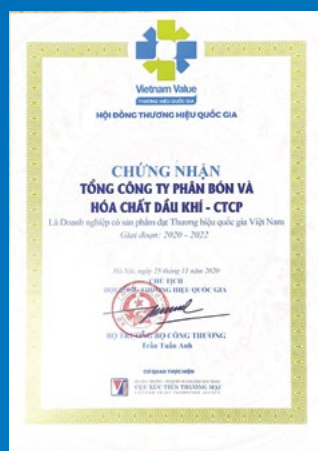 Vietnam Value
THƯƠNG HIỆU QUỐC GIA
HỘI ĐỒNG THƯƠNG HIỆU QUỐC GIA
CHỨNG NHẬN
TỔNG CÔNG TY PHÂN BÓN VÀ
HÓA CHẤT DẦU KHÍ - CTCP
Là Doanh nghiệp có sản phẩm đạt Thương hiệu quốc gia Việt Nam
Giai đoạn: 2020 - 2022
Hà Nội, ngày 25 tháng 11 năm 2020
CHỦ TỊCH
HỘI ĐỒNG THƯƠNG HIỆU QUỐC GIA
BỘ TRƯỞNG BỘ CÔNG THƯƠNG
Trần Tuấn Anh
CƠ QUAN THỰC HIỆN
CỤC XÚC TIẾN THƯƠNG MẠI